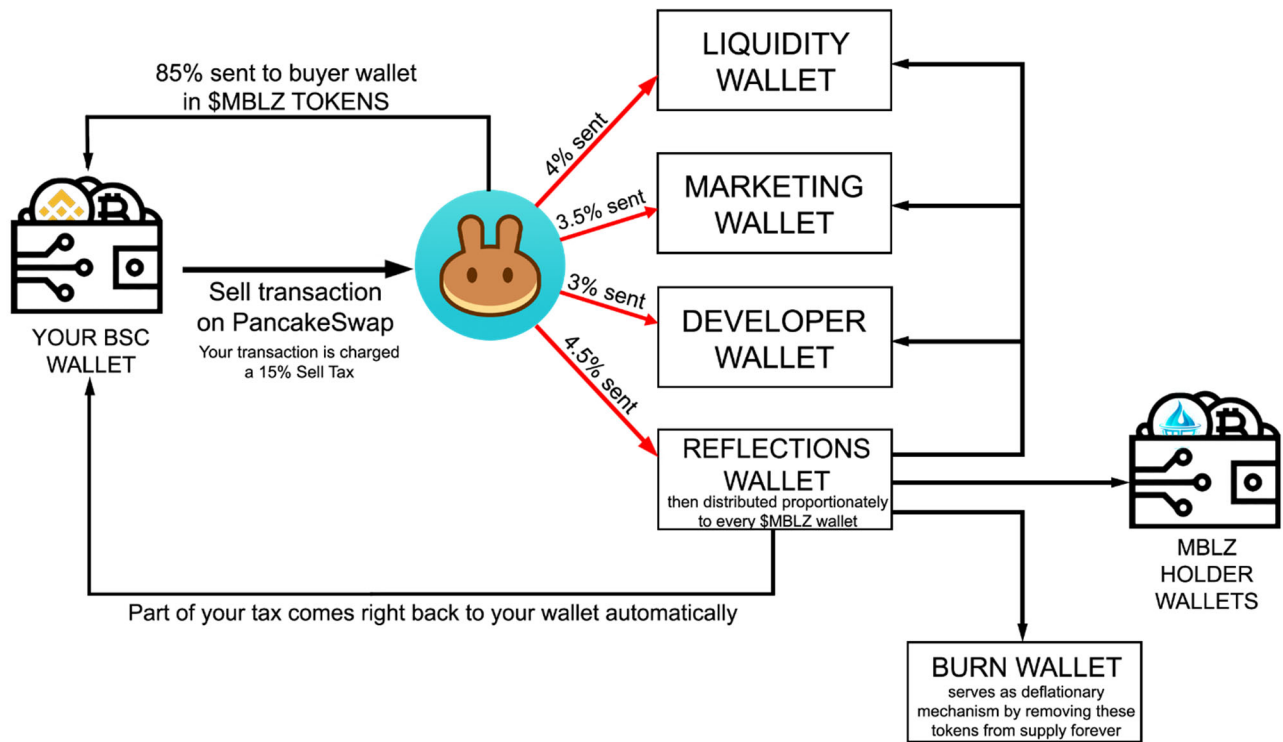 85% sent to buyer wallet
in $MBLZ TOKENS
YOUR BSC
WALLET
Sell transaction
on PancakeSwap
Your transaction is charged
a 15% Sell Tax
4% sent
3.5% sent
3% sent
4.5% sent
LIQUIDITY
WALLET
MARKETING
WALLET
DEVELOPER
WALLET
REFLECTIONS
WALLET
then distributed proportionately
to every $MBLZ wallet
MBLZ
HOLDER
WALLETS
Part of your tax comes right back to your wallet automatically
BURN WALLET
serves as deflationary
mechanism by removing these
tokens from supply forever